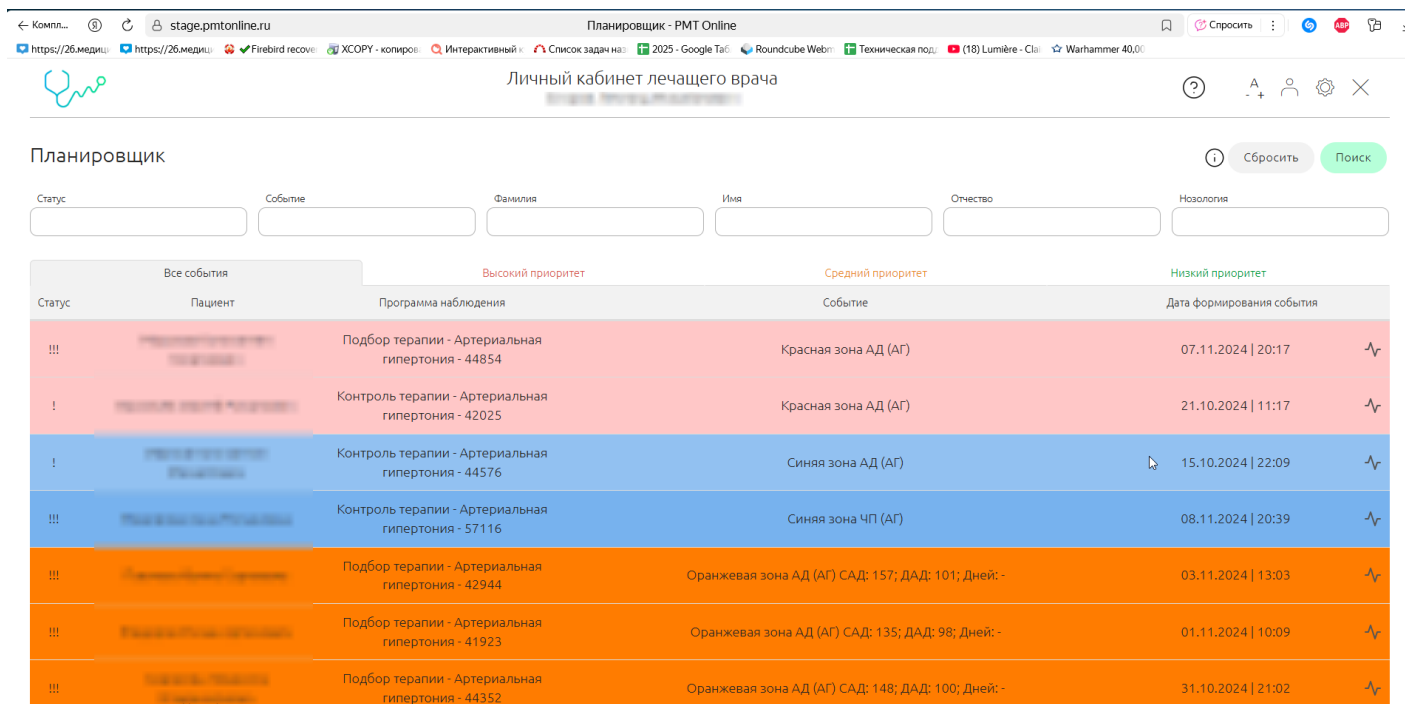 ← Компл... Я stage.pmtonline.ru Планировщик - PMT Online Спросить ABP
https://26.медиц https://26.медиц Firebird recove XCOPY - копиров Интерактивный к Список задач наз 2025 - Google Таб Roundcube Webm Техническая под (18) Lumière - Clai Warhammer 40,00
Личный кабинет лечащего врача
? A - +
Планировщик
i Сбросить Поиск
Статус Событие Фамилия Имя Отчество Нозология
Все события Высокий приоритет Средний приоритет Низкий приоритет
Статус Пациент Программа наблюдения Событие Дата формирования события
!!! Подбор терапии - Артериальная
гипертония - 44854 Красная зона АД (АГ) 07.11.2024 | 20:17
! Контроль терапии - Артериальная
гипертония - 42025 Красная зона АД (АГ) 21.10.2024 | 11:17
! Контроль терапии - Артериальная
гипертония - 44576 Синяя зона АД (АГ) 15.10.2024 | 22:09
!!! Контроль терапии - Артериальная
гипертония - 57116 Синяя зона ЧП (АГ) 08.11.2024 | 20:39
!!! Подбор терапии - Артериальная
гипертония - 42944 Оранжевая зона АД (АГ) САД: 157; ДАД: 101; Дней: - 03.11.2024 | 13:03
!!! Подбор терапии - Артериальная
гипертония - 41923 Оранжевая зона АД (АГ) САД: 135; ДАД: 98; Дней: - 01.11.2024 | 10:09
!!! Подбор терапии - Артериальная
гипертония - 44352 Оранжевая зона АД (АГ) САД: 148; ДАД: 100; Дней: - 31.10.2024 | 21:02